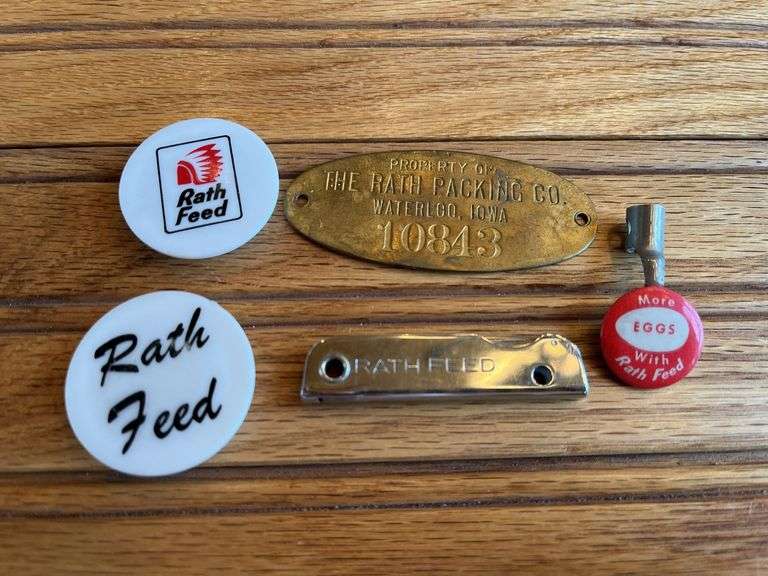 Rath
Feed
PROPERTY OF
THE RATH PACKING CO.
WATERLOO, IOWA
10843
Rath
Feed
RATH FEED
More
EGGS
With
Rath Feed